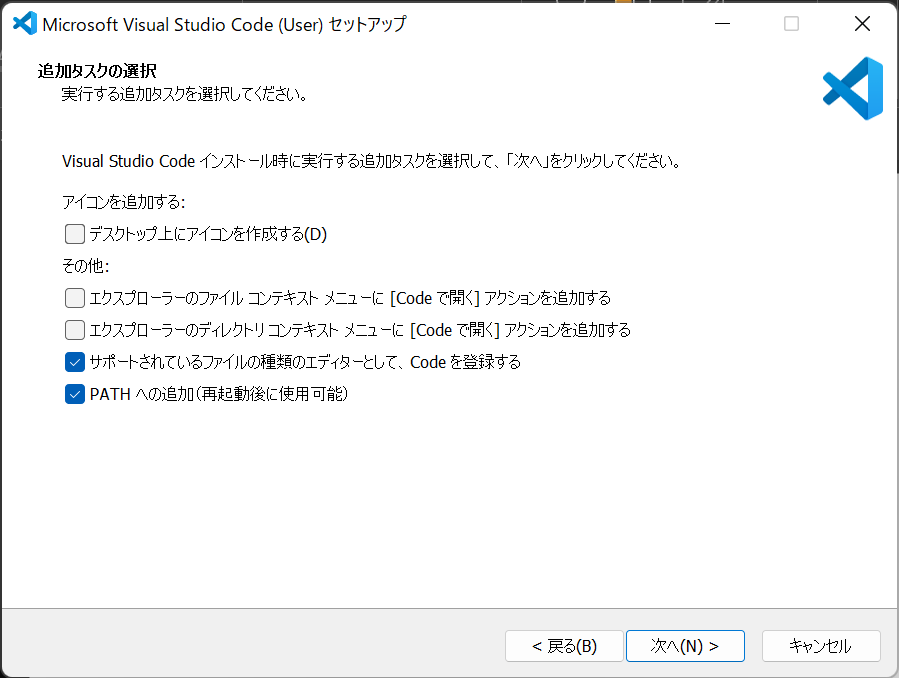 Microsoft Visual Studio Code (User) セットアップ
追加タスクの選択
実行する追加タスクを選択してください。
Visual Studio Code インストール時に実行する追加タスクを選択して、「次へ」をクリックしてください。
アイコンを追加する:
デスクトップ上にアイコンを作成する(D)
その他:
エクスプローラーのファイル コンテキスト メニューに [Code で開く] アクションを追加する
エクスプローラーのディレクトリ コンテキスト メニューに [Code で開く] アクションを追加する
サポートされているファイルの種類のエディターとして、Code を登録する
PATH への追加（再起動後に使用可能）
< 戻る(B)
次へ(N) >
キャンセル